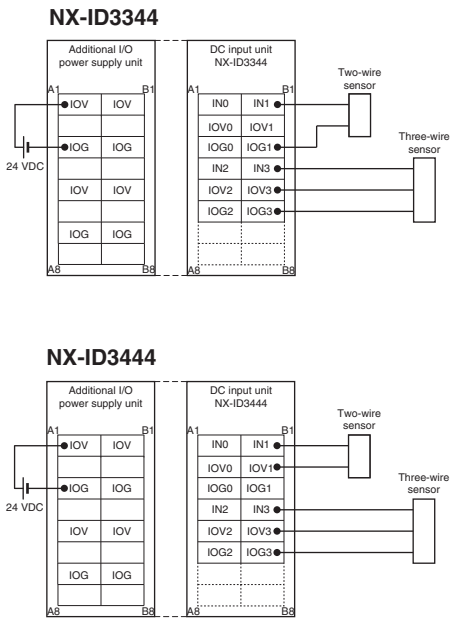 NX-ID3344
Additional I/O
power supply unit
DC input unit
NX-ID3344
Two-wire
sensor
A1 B1 A1 B1
IOV IOV IN0 IN1
IOV0 IOV1
Three-wire
sensor
IOG IOG IOG0 IOG1
24 VDC
IN2 IN3
IOV IOV IOV2 IOV3
IOG2 IOG3
IOG IOG
A8 B8 A8 B8
NX-ID3444
Additional I/O
power supply unit
DC input unit
NX-ID3444
Two-wire
sensor
A1 B1 A1 B1
IOV IOV IN0 IN1
IOV0 IOV1
Three-wire
sensor
IOG IOG IOG0 IOG1
24 VDC
IN2 IN3
IOV IOV IOV2 IOV3
IOG2 IOG3
IOG IOG
A8 B8 A8 B8